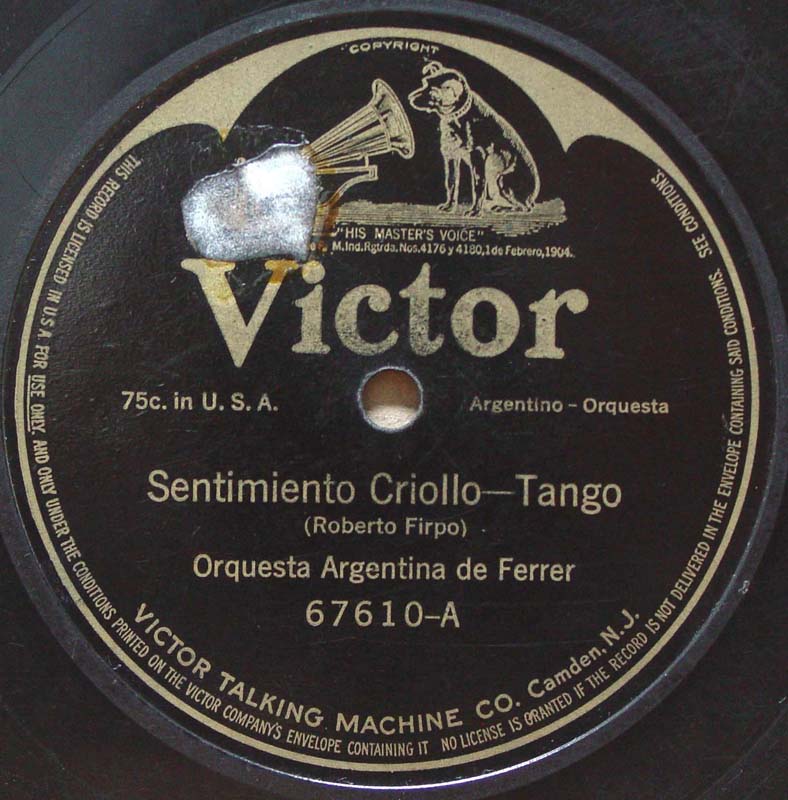 COPYRIGHT
"HIS MASTER'S VOICE"
M.Ind.Rgtrda.Nos.4176 y 4180,1 de Febrero,1904.
Victor
75c. in U. S. A.
Argentino - Orquesta
Sentimiento Criollo—Tango
(Roberto Firpo)
Orquesta Argentina de Ferrer
67610-A
VICTOR TALKING MACHINE CO. Camden, N.J.
THIS RECORD IS LICENSED IN U S A FOR USE ONLY, AND ONLY UNDER THE CONDITIONS PRINTED ON THE VICTOR COMPANY'S ENVELOPE CONTAINING IT NO LICENSE IS GRANTED IF THE RECORD IS NOT DELIVERED IN THE ENVELOPE CONTAINING SAID CONDITIONS. SEE CONDITIONS.